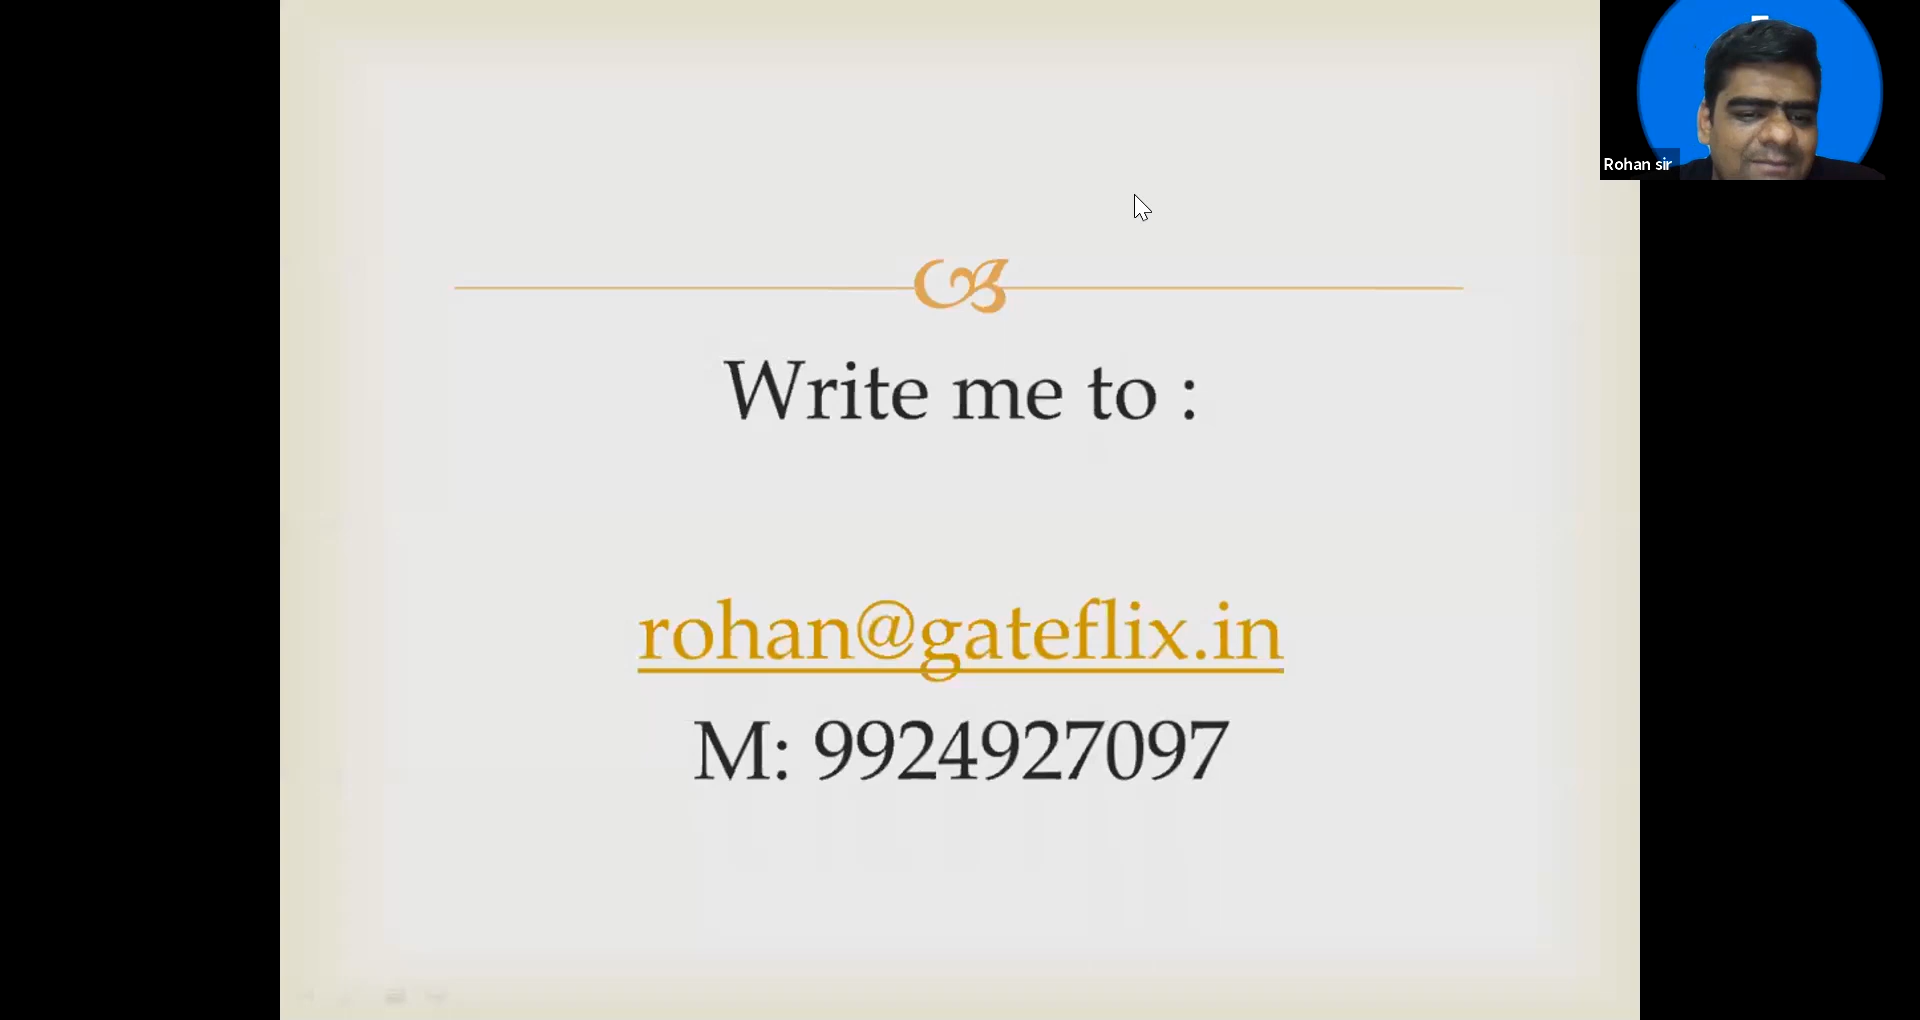 Rohan sir
Write me to :
rohan@gateflix.in
M: 9924927097